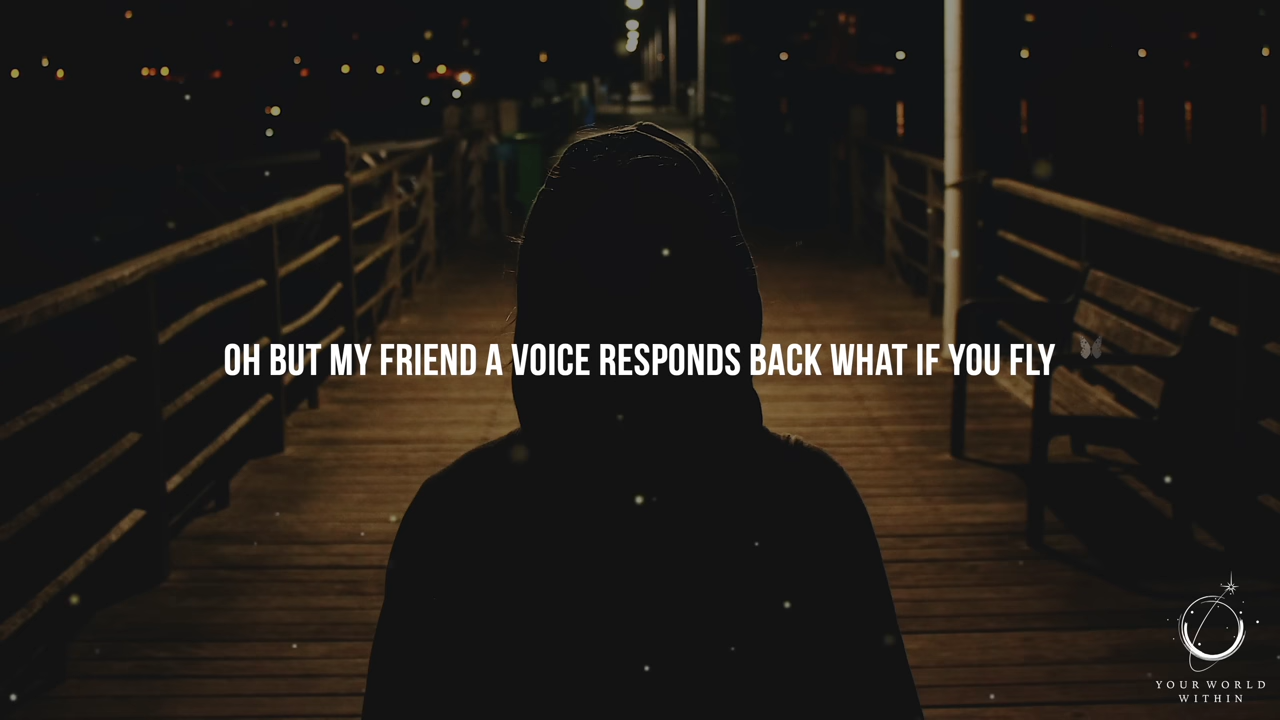 OH BUT MY FRIEND A VOICE RESPONDS BACK WHAT IF YOU FLY
YOUR WORLD
WITHIN